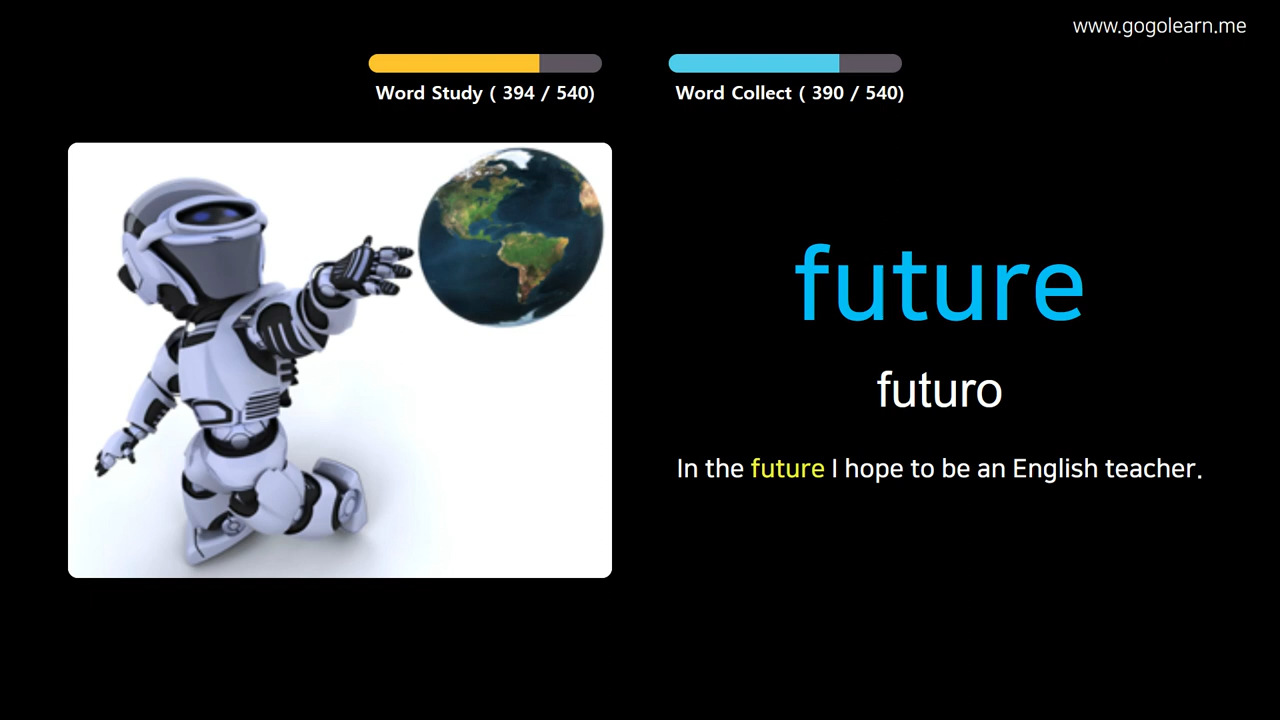 www.gogolearn.me
Word Study ( 394 / 540)
Word Collect ( 390 / 540)
future
futuro
In the future I hope to be an English teacher.